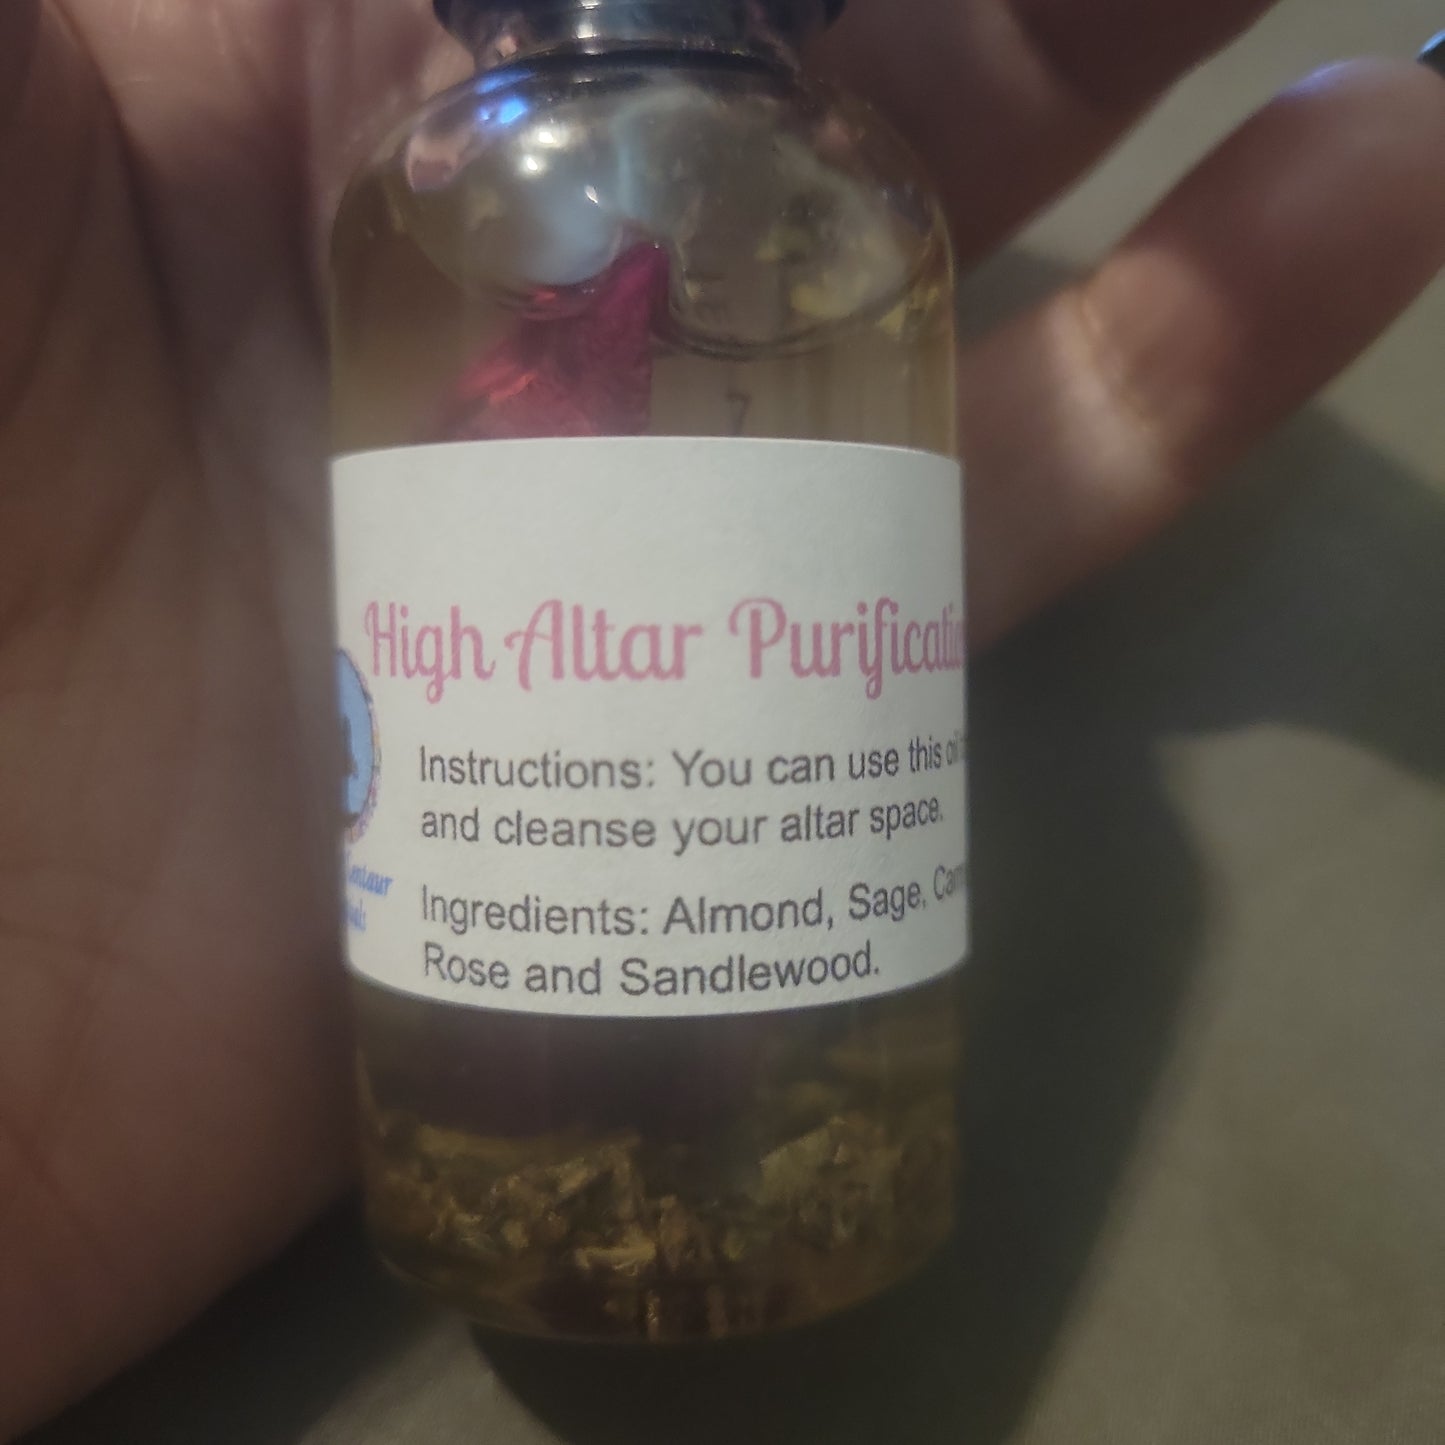 7
High Altar Purificatio
Instructions: You can use this oil
and cleanse your altar space.
Ingredients: Almond, Sage,
Rose and Sandlewood.